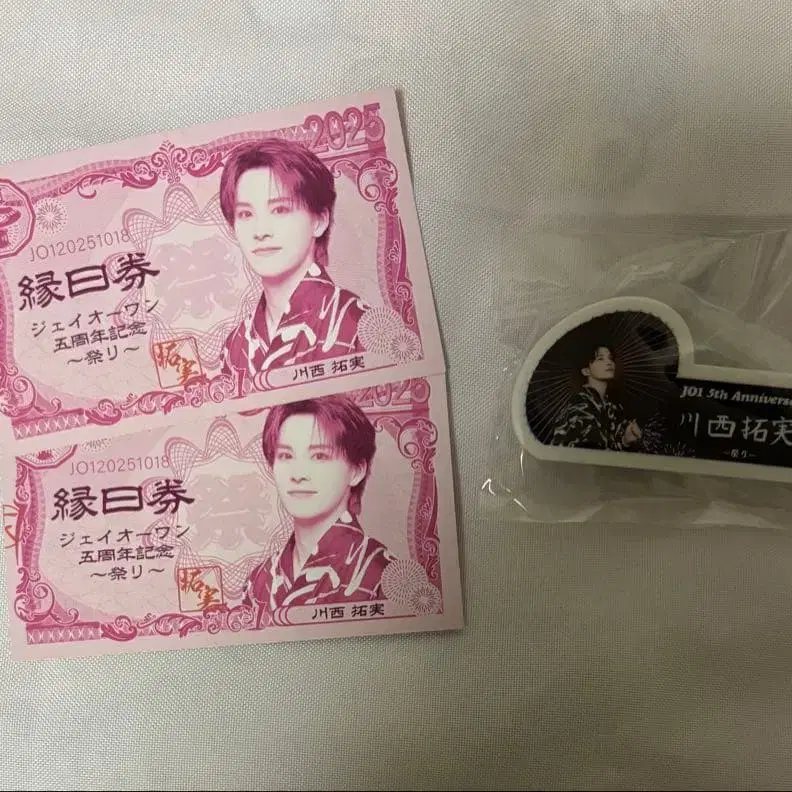 2025
JO120251018
祭
縁日券
ジェイオーワン
五周年記念
～祭り～
拓実
川西 拓実
2025
JO120251018
祭
縁日券
ジェイオーワン
五周年記念
～祭り～
拓実
川西 拓実
JO1 5th Anniversa
川西拓実
―祭り―